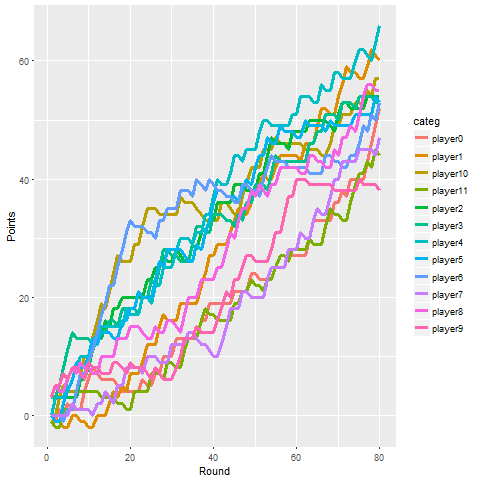 60
40
20
0
0
20
40
60
80
Round
Points
categ
player0
player1
player10
player11
player2
player3
player4
player5
player6
player7
player8
player9